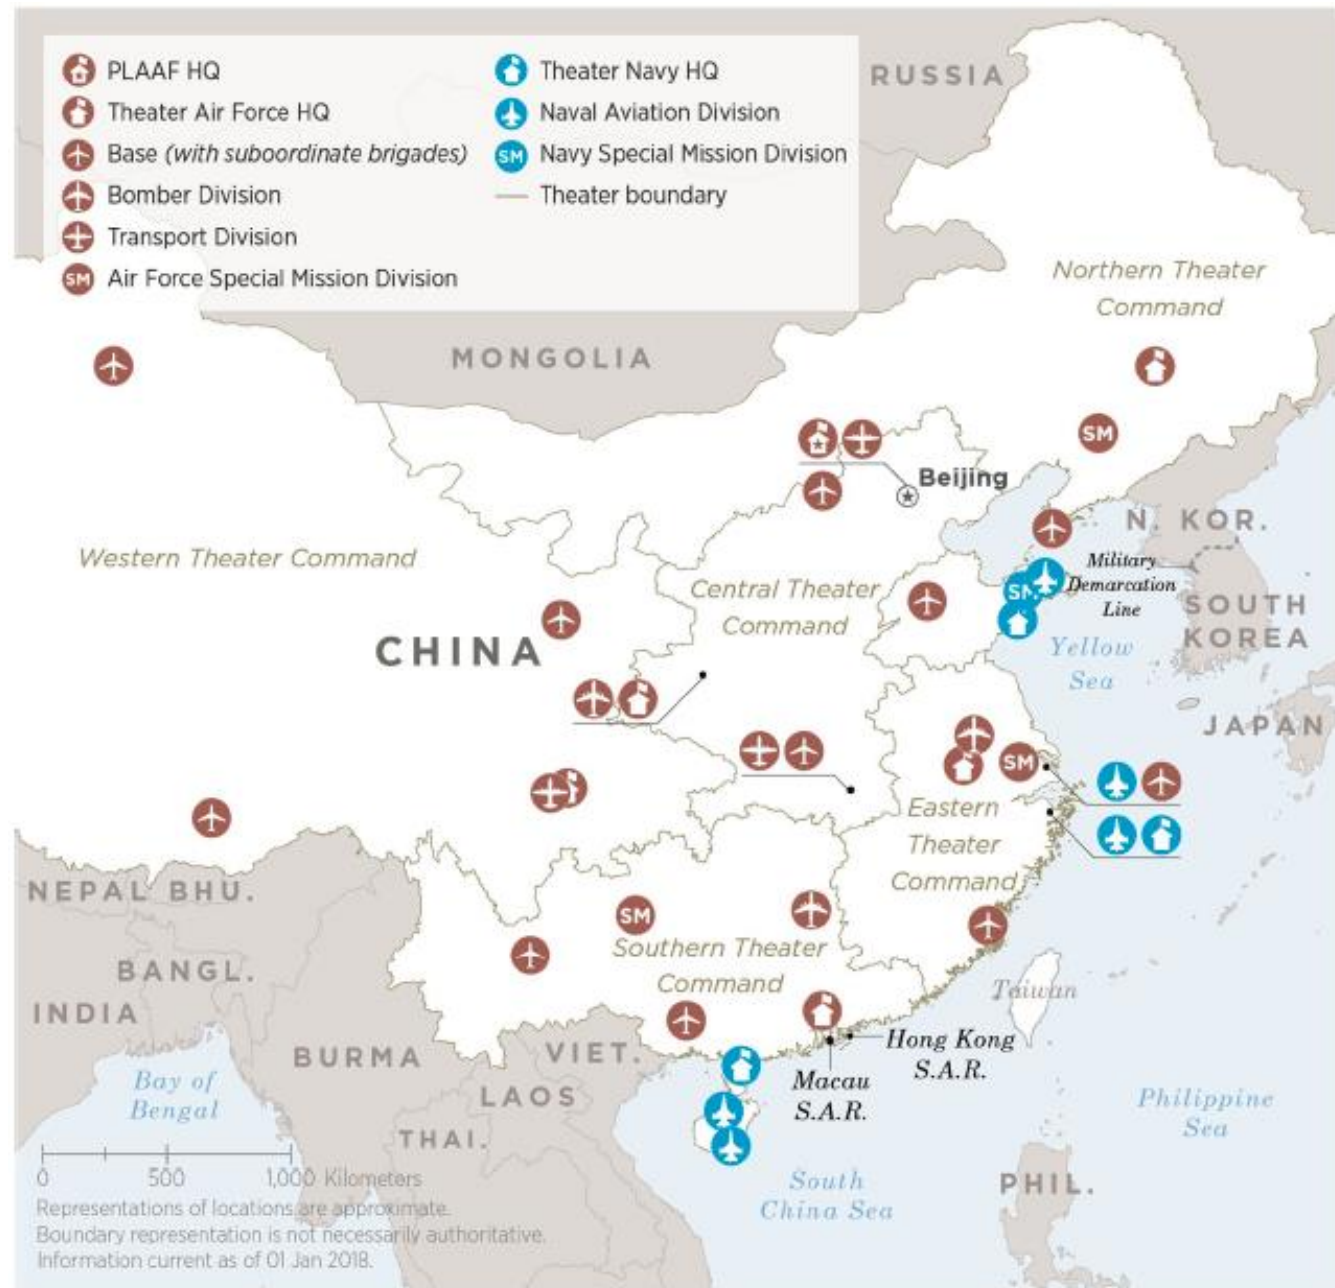 PLAAF HQ
Theater Air Force HQ
Base (with suboordinate brigades)
Bomber Division
Transport Division
SM Air Force Special Mission Division
Theater Navy HQ
Naval Aviation Division
SM Navy Special Mission Division
Theater boundary
RUSSIA
Northern Theater
Command
MONGOLIA
SM
Beijing
N. KOR.
Western Theater Command
Military
Demarcation
Line
Central Theater
Command
SM
SOUTH
KOREA
CHINA
Yellow
Sea
JAPAN
SM
Eastern
Theater
Command
NEPAL
BHU.
SM
Southern Theater
Command
BANGL.
Taiwan
INDIA
Hong Kong
S.A.R.
BURMA
VIET.
Macau
S.A.R.
LAOS
Bay of
Bengal
Philippine
Sea
THAI.
0 500 1,000 Kilometers
South
China Sea
PHIL.
Representations of locations are approximate.
Boundary representation is not necessarily authoritative.
Information current as of 01 Jan 2018.